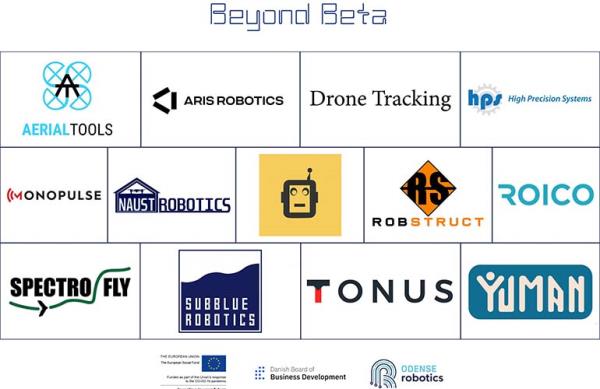 Beyond Beta
AERIALTOOLS
ARIS ROBOTICS
Drone Tracking
hps High Precision Systems
MONOPULSE
NAUST ROBOTICS
RS
ROBSTRUCT
ROICO
SPECTRO FLY
SUBBLUE
ROBOTICS
TONUS
YUMAN
THE EUROPEAN UNION
The European Social Fund
Funded as part of the Union's response
to the COVID-19 pandemic
Danish Board of
Business Development
ODENSE
robotics